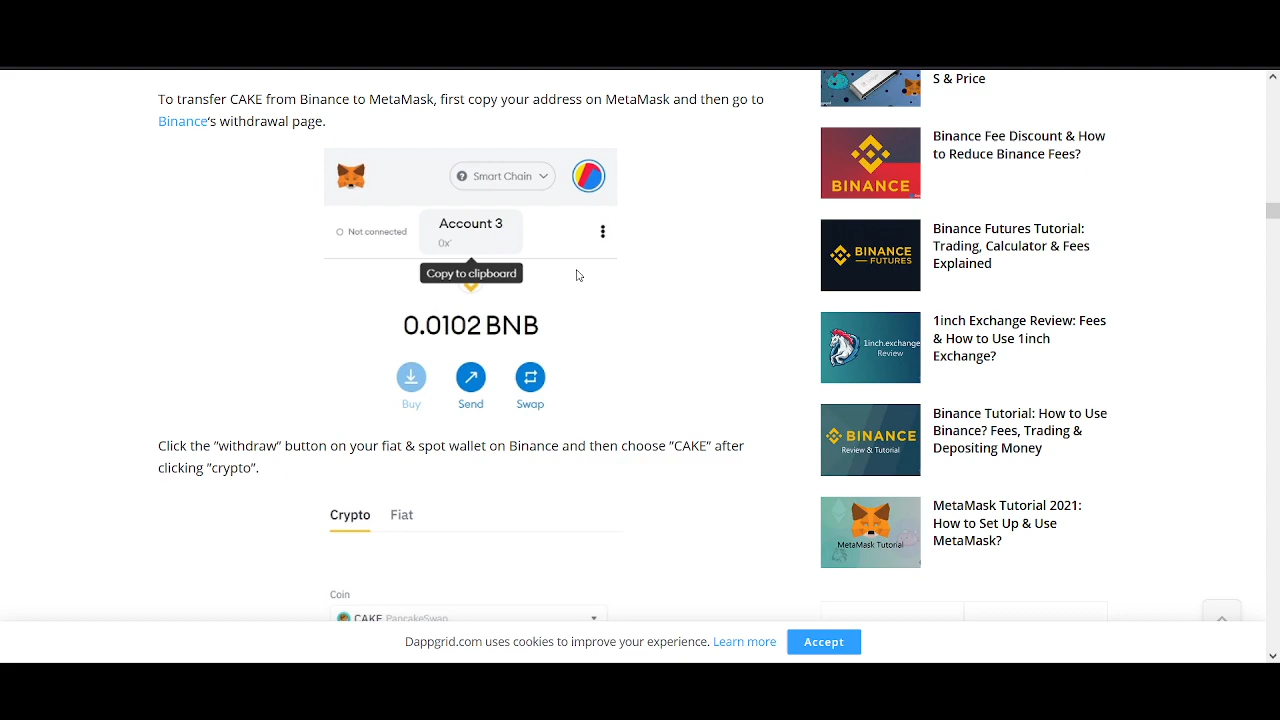 To transfer CAKE from Binance to MetaMask, first copy your address on MetaMask and then go to
Binance's withdrawal page.
Smart Chain
Not connected
Account 3
0x
Copy to clipboard
0.0102 BNB
Buy
Send
Swap
Click the "withdraw" button on your fiat & spot wallet on Binance and then choose "CAKE" after
clicking "crypto".
Crypto
Fiat
Coin
CAKE PancakeSwap
S & Price
BINANCE
Binance Fee Discount & How
to Reduce Binance Fees?
BINANCE
FUTURES
Binance Futures Tutorial:
Trading, Calculator & Fees
Explained
1inch.exchange
Review
1inch Exchange Review: Fees
& How to Use 1inch
Exchange?
BINANCE
Review & Tutorial
Binance Tutorial: How to Use
Binance? Fees, Trading &
Depositing Money
MetaMask Tutorial
MetaMask Tutorial 2021:
How to Set Up & Use
MetaMask?
Dappgrid.com uses cookies to improve your experience. Learn more
Accept